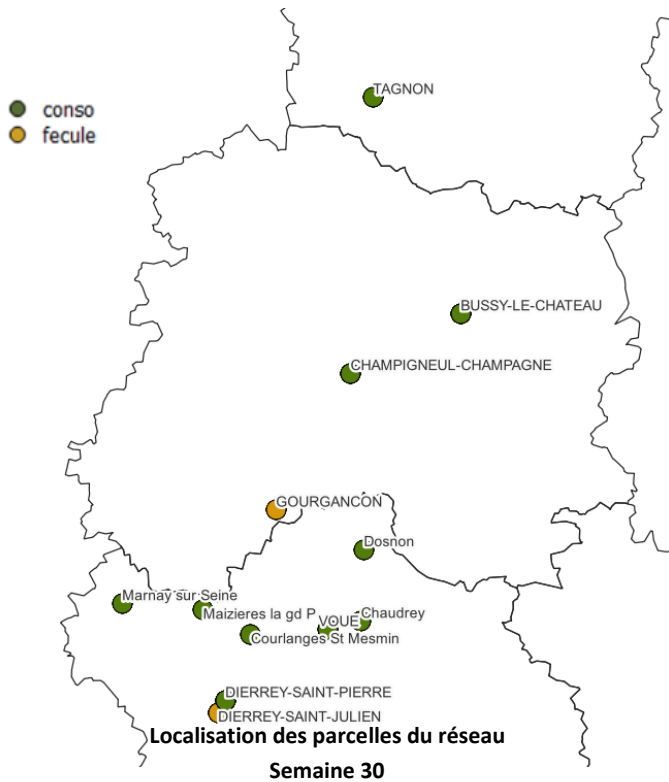 TAGNON
conso
fecule
BUSSY-LE-CHATEAU
CHAMPIGNEUL-CHAMPAGNE
GOURGANCON
Dosnon
Marnay sur Seine
Maizieres la gd P
VOUE
Chaudrey
Courlanges St Mesmin
DIERREY-SAINT-PIERRE
DIERREY-SAINT-JULIEN
Localisation des parcelles du réseau
Semaine 30